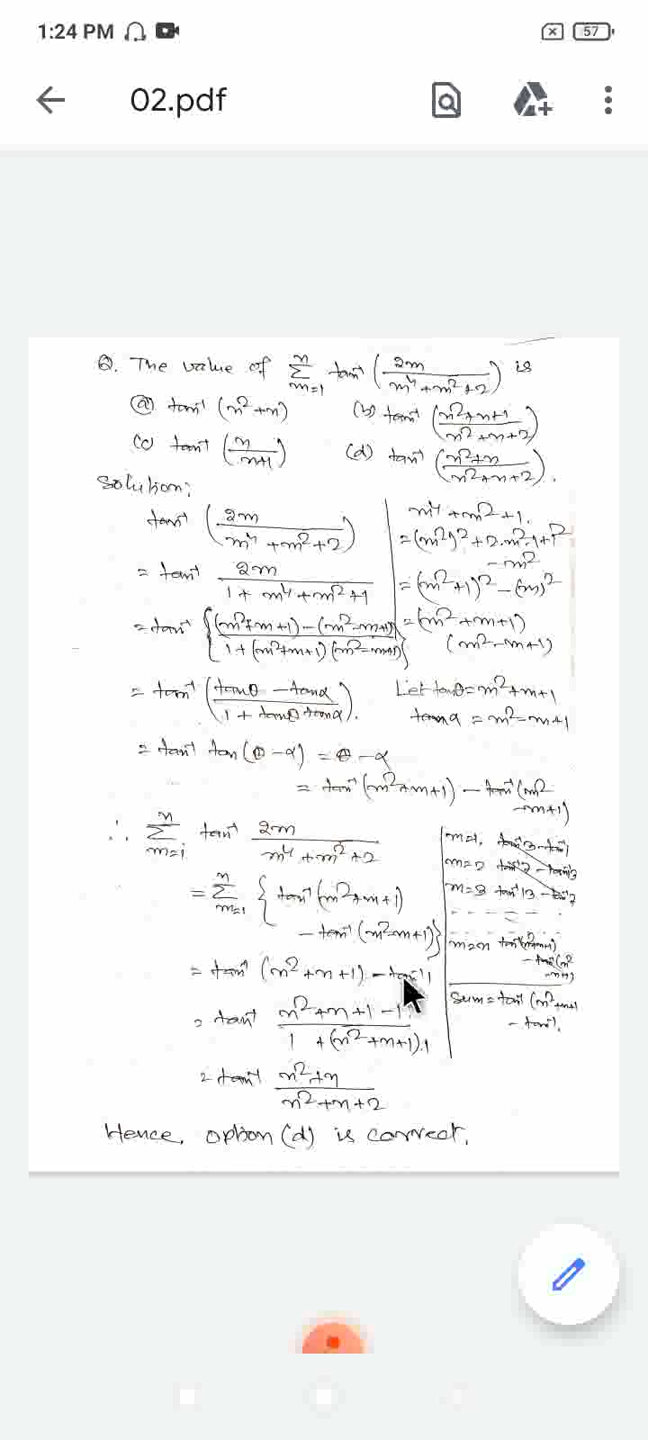 1:24 PM 57
02.pdf
Q. The value of n Σ m=1 tan⁻¹ (2m / m⁴+m²+2) is
(a) tan⁻¹ (n²+n) (b) tan⁻¹ (n²+n+1 / n²+n+2)
(c) tan⁻¹ (n / n+1) (d) tan⁻¹ (n²+n / n²+n+2).
Solution;
tan⁻¹ (2m / m⁴+m²+2)
= tan⁻¹ 2m / 1+m⁴+m²+1
= tan⁻¹ {(m²+m+1)-(m²-m+1) / 1+(m²+m+1)(m²-m+1)}
m⁴+m²+1.
=(m²)²+2.m².1+1²
-m²
=(m²+1)²-(m)²
=(m²+m+1)
(m²-m+1)
= tan⁻¹ (tanθ - tanα / 1+tanθ tanα). Let tanθ=m²+m+1
tanα = m²-m+1
= tan⁻¹ tan(θ-α) = θ-α
= tan⁻¹(m²+m+1) - tan⁻¹(m²
-m+1)
∴ n Σ m=1 tan⁻¹ 2m / m⁴+m²+2
= n Σ m=1 { tan⁻¹(m²+m+1)
- tan⁻¹(m²-m+1)}
= tan⁻¹ (n²+n+1) - tan⁻¹1
= tan⁻¹ n²+n+1-1 / 1+(n²+n+1).1
= tan⁻¹ n²+n / n²+n+2
m=1, tan⁻¹3-tan⁻¹1
m=2 tan⁻¹7-tan⁻¹3
m=3 tan⁻¹13-tan⁻¹7
m=n tan⁻¹(n²+n+1)
-tan⁻¹(n²
-n+1)
Sum=tan⁻¹(n²+n+1
-tan⁻¹1.
Hence, option (d) is correct.